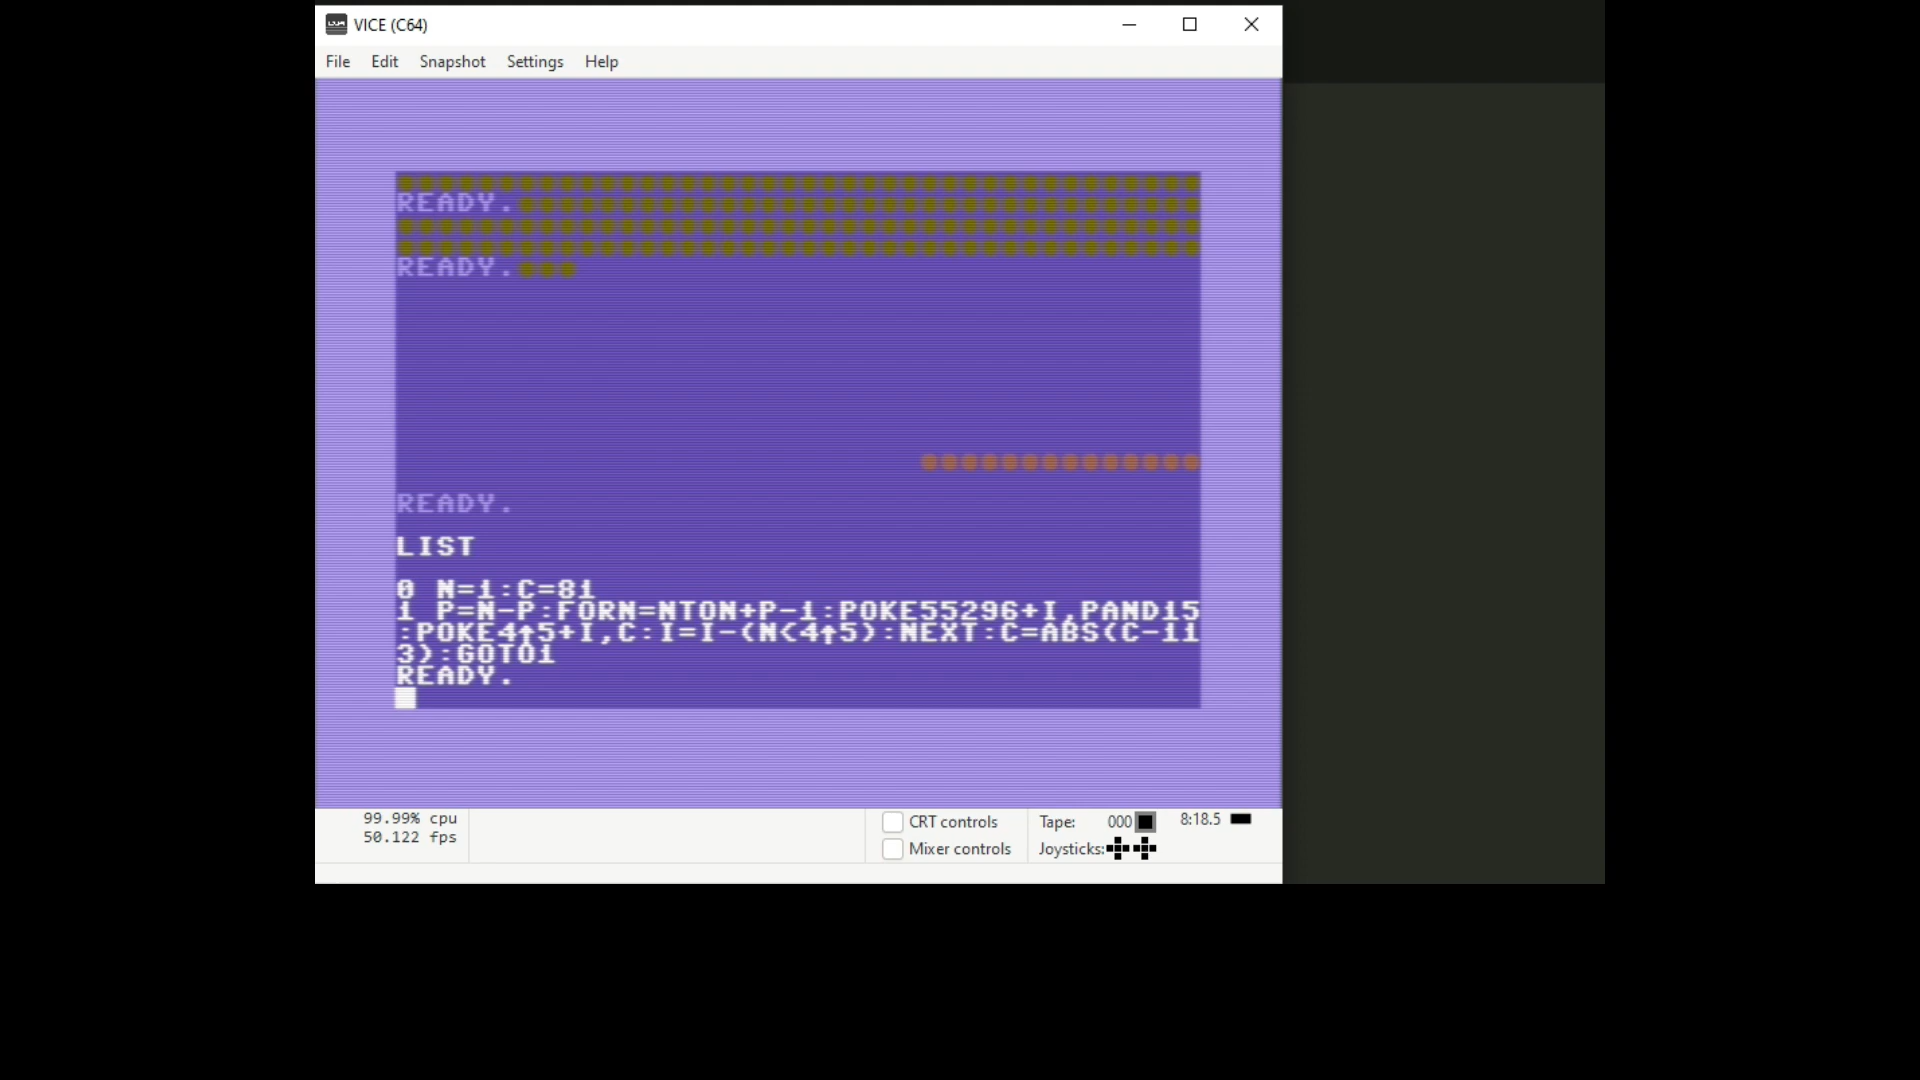 VICE (C64)
File Edit Snapshot Settings Help
READY.
READY.
READY.
LIST
0 N=1:C=81
1 P=N-P:FORN=NTON+P-1:POKE55296+I,PAND15
:POKE4↑5+I,C:I=I-(N<4↑5):NEXT:C=ABS(C-11
3):GOTO1
READY.
99.99% cpu
50.122 fps
CRT controls
Mixer controls
Tape: 000
Joysticks:
8:18.5